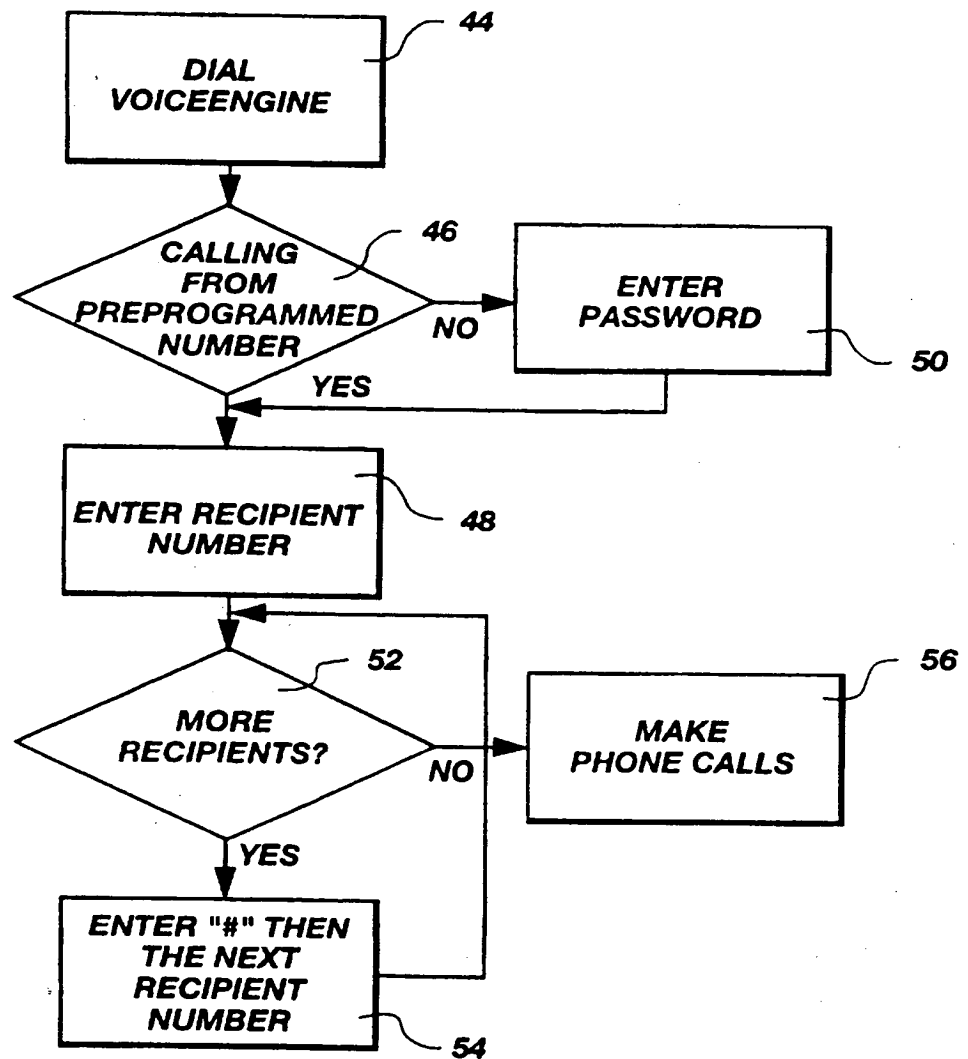 44
DIAL
VOICEENGINE
46
CALLING
FROM
PREPROGRAMMED
NUMBER
NO
ENTER
PASSWORD
50
YES
ENTER RECIPIENT
NUMBER
48
52
MORE
RECIPIENTS?
NO
56
MAKE
PHONE CALLS
YES
ENTER "#" THEN
THE NEXT
RECIPIENT
NUMBER
54